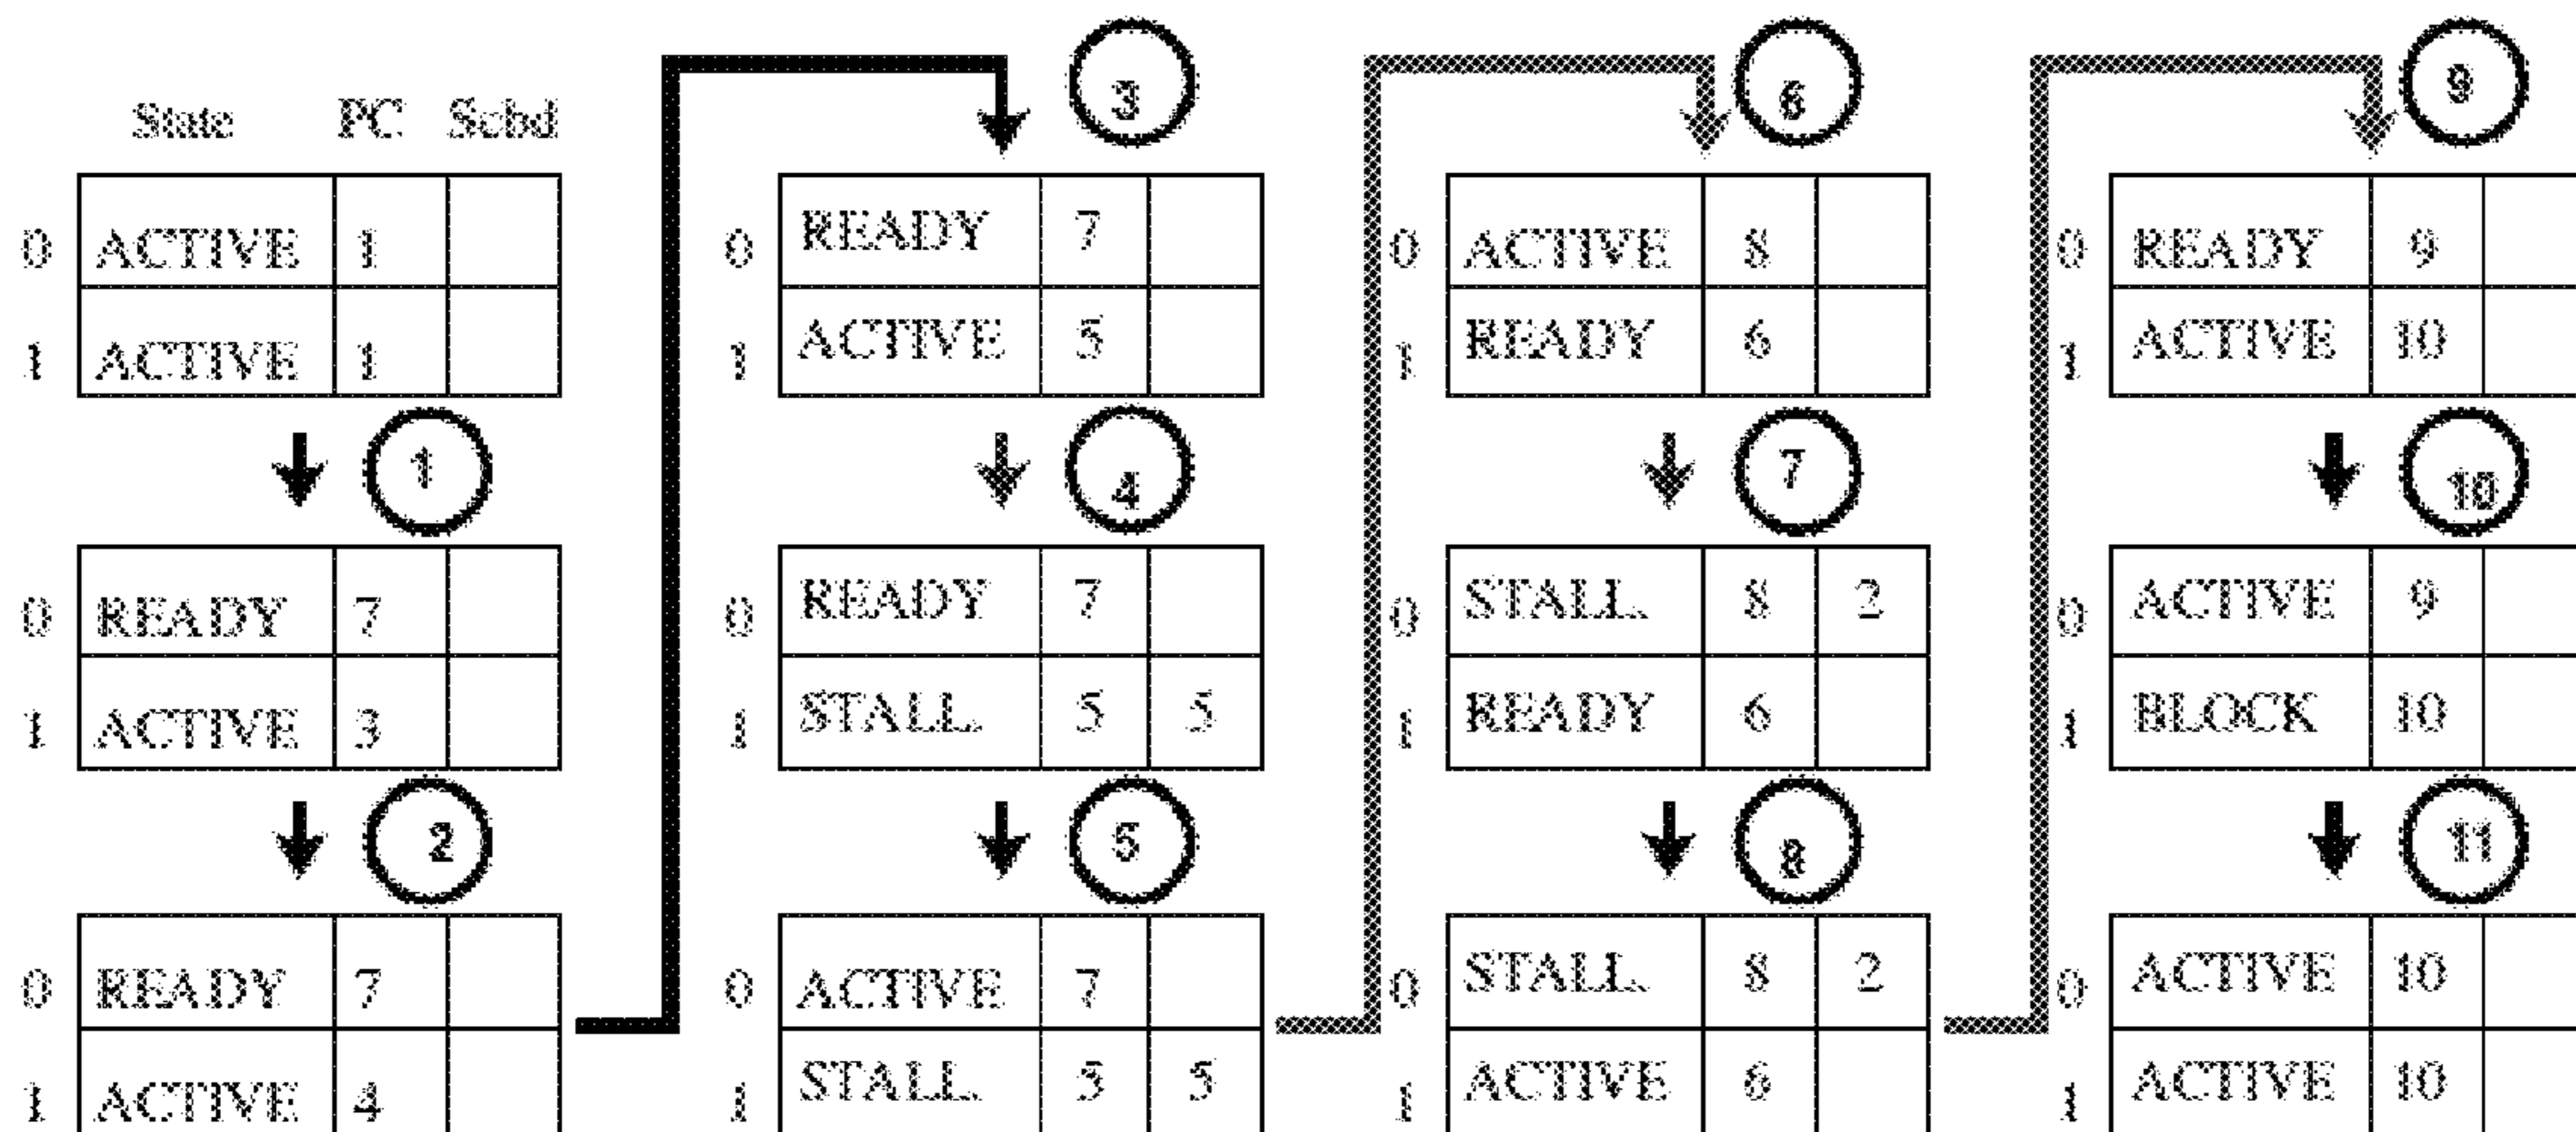 State PC Scbd
0 ACTIVE 1
1 ACTIVE 1
1
0 READY 7
1 ACTIVE 3
2
0 READY 7
1 ACTIVE 4
3
0 READY 7
1 ACTIVE 5
4
0 READY 7
1 STALL 5 5
5
0 ACTIVE 7
1 STALL 5 5
6
0 ACTIVE 8
1 READY 6
7
0 STALL 8 2
1 READY 6
8
0 STALL 8 2
1 ACTIVE 6
9
0 READY 9
1 ACTIVE 10
10
0 ACTIVE 9
1 BLOCK 10
11
0 ACTIVE 10
1 ACTIVE 10